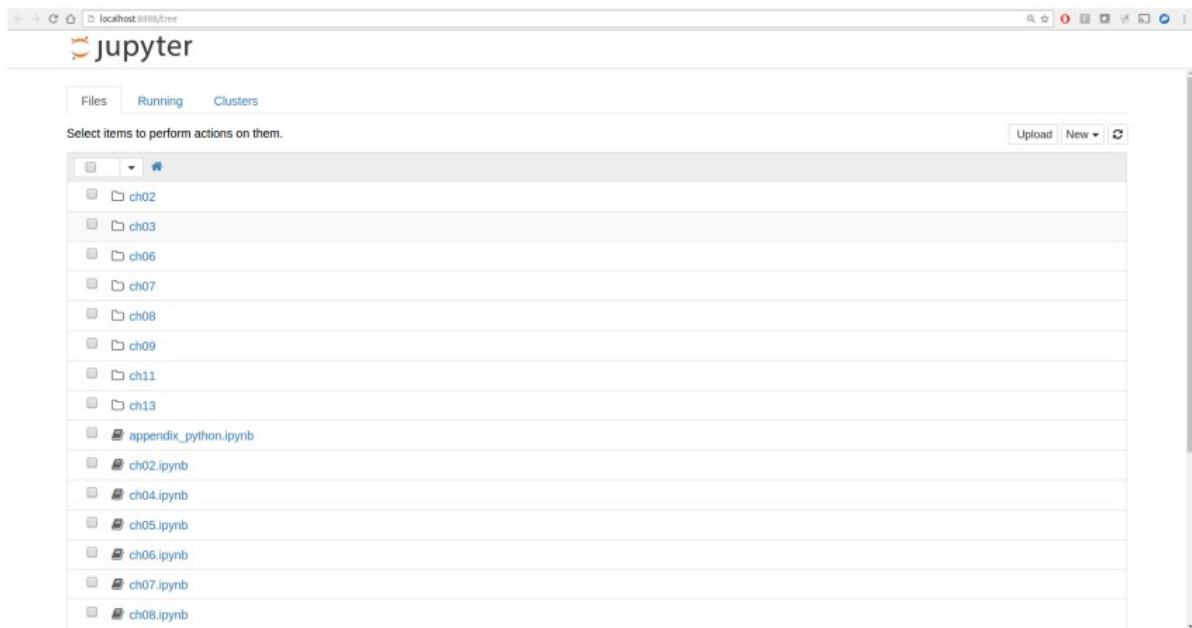 localhost:8888/tree
jupyter
Files Running Clusters
Select items to perform actions on them. Upload New
ch02
ch03
ch06
ch07
ch08
ch09
ch11
ch13
appendix_python.ipynb
ch02.ipynb
ch04.ipynb
ch05.ipynb
ch06.ipynb
ch07.ipynb
ch08.ipynb